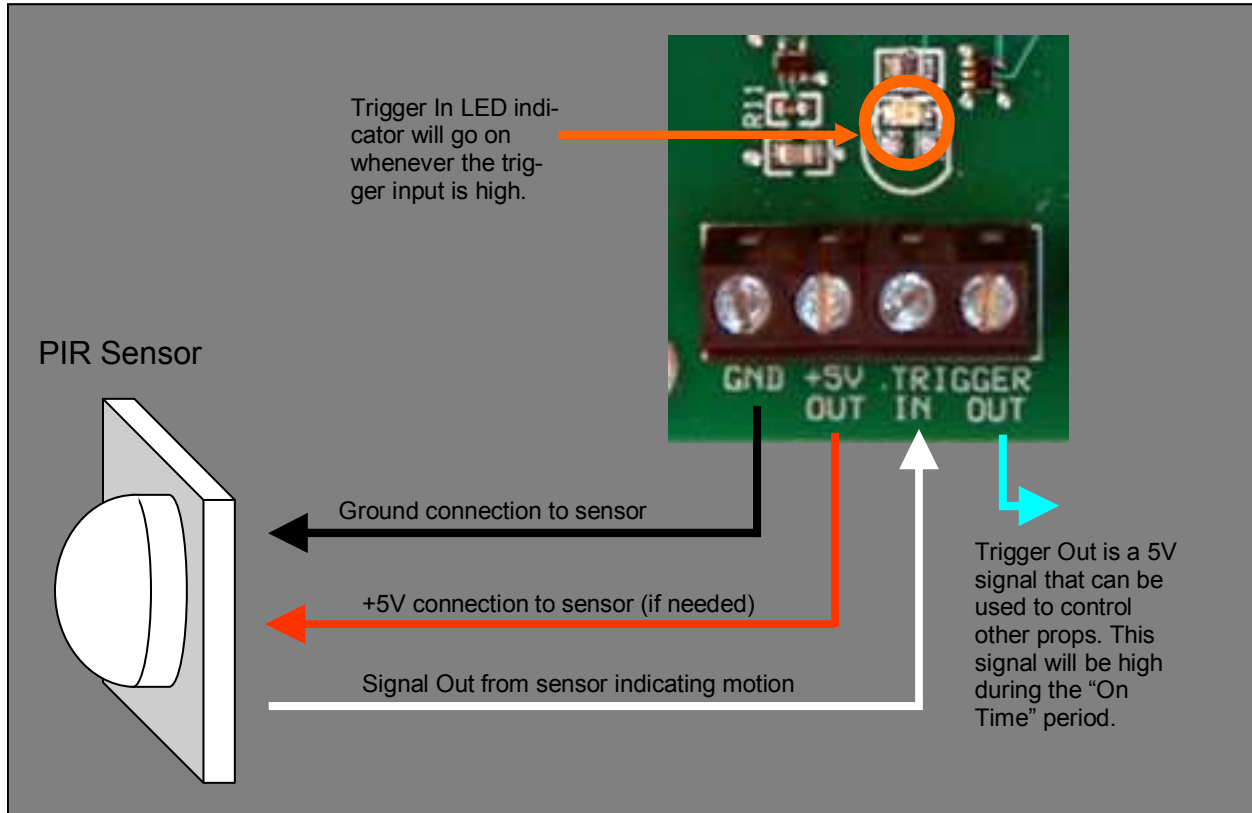 Trigger In LED indi-
cator will go on
whenever the trig-
ger input is high.
R11
GND +5V .TRIGGER
OUT IN OUT
PIR Sensor
Ground connection to sensor
+5V connection to sensor (if needed)
Signal Out from sensor indicating motion
Trigger Out is a 5V
signal that can be
used to control
other props. This
signal will be high
during the “On
Time” period.